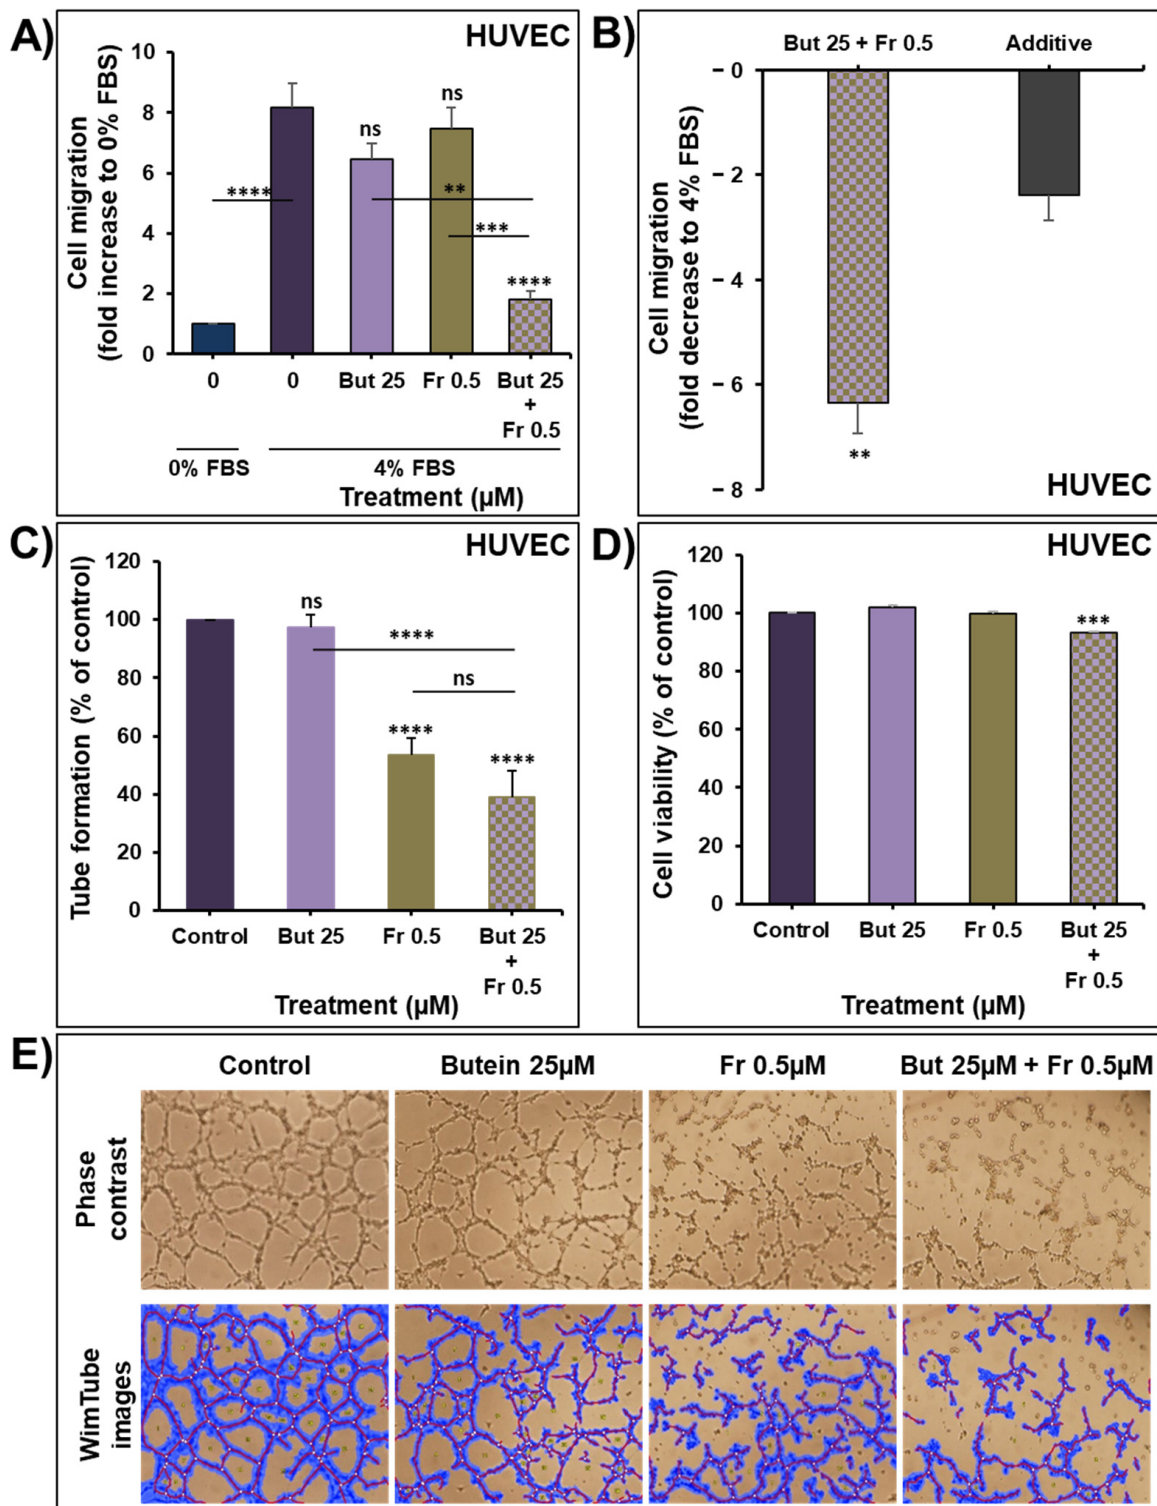 A)
HUVEC
Cell migration
(fold increase to 0% FBS)
10
8
6
4
2
0
****
ns
ns
**
***
****
0
0
But 25
Fr 0.5
But 25
+
Fr 0.5
0% FBS
4% FBS
Treatment (µM)
B)
But 25 + Fr 0.5
Additive
Cell migration
(fold decrease to 4% FBS)
− 0
− 2
− 4
− 6
− 8
**
HUVEC
C)
HUVEC
Tube formation (% of control)
120
100
80
60
40
20
0
ns
****
ns
****
****
Control
But 25
Fr 0.5
But 25
+
Fr 0.5
Treatment (µM)
D)
HUVEC
Cell viability (% of control)
120
100
80
60
40
20
0
***
Control
But 25
Fr 0.5
But 25
+
Fr 0.5
Treatment (µM)
E)
Control
Butein 25µM
Fr 0.5µM
But 25µM + Fr 0.5µM
Phase
contrast
WimTube
images